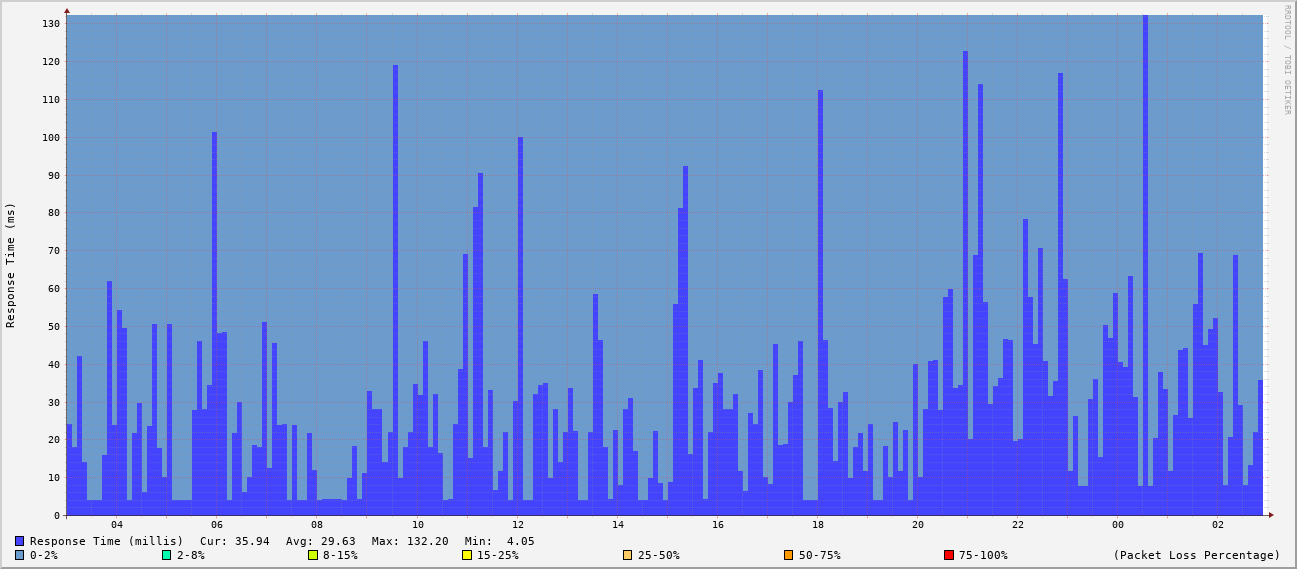 RRDTOOL / TOBI OETIKER
Response Time (ms)
130
120
110
100
90
80
70
60
50
40
30
20
10
0
04 06 08 10 12 14 16 18 20 22 00 02
Response Time (millis) Cur: 35.94 Avg: 29.63 Max: 132.20 Min: 4.05
0-2% 2-8% 8-15% 15-25% 25-50% 50-75% 75-100% (Packet Loss Percentage)